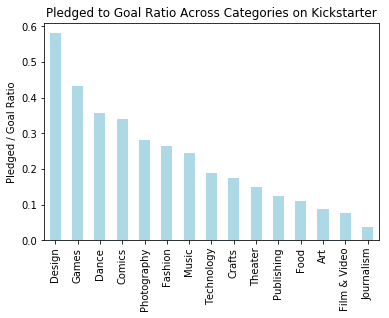 Pledged to Goal Ratio Across Categories on Kickstarter
Pledged / Goal Ratio
0.6
0.5
0.4
0.3
0.2
0.1
0.0
Design
Games
Dance
Comics
Photography
Fashion
Music
Technology
Crafts
Theater
Publishing
Food
Art
Film & Video
Journalism